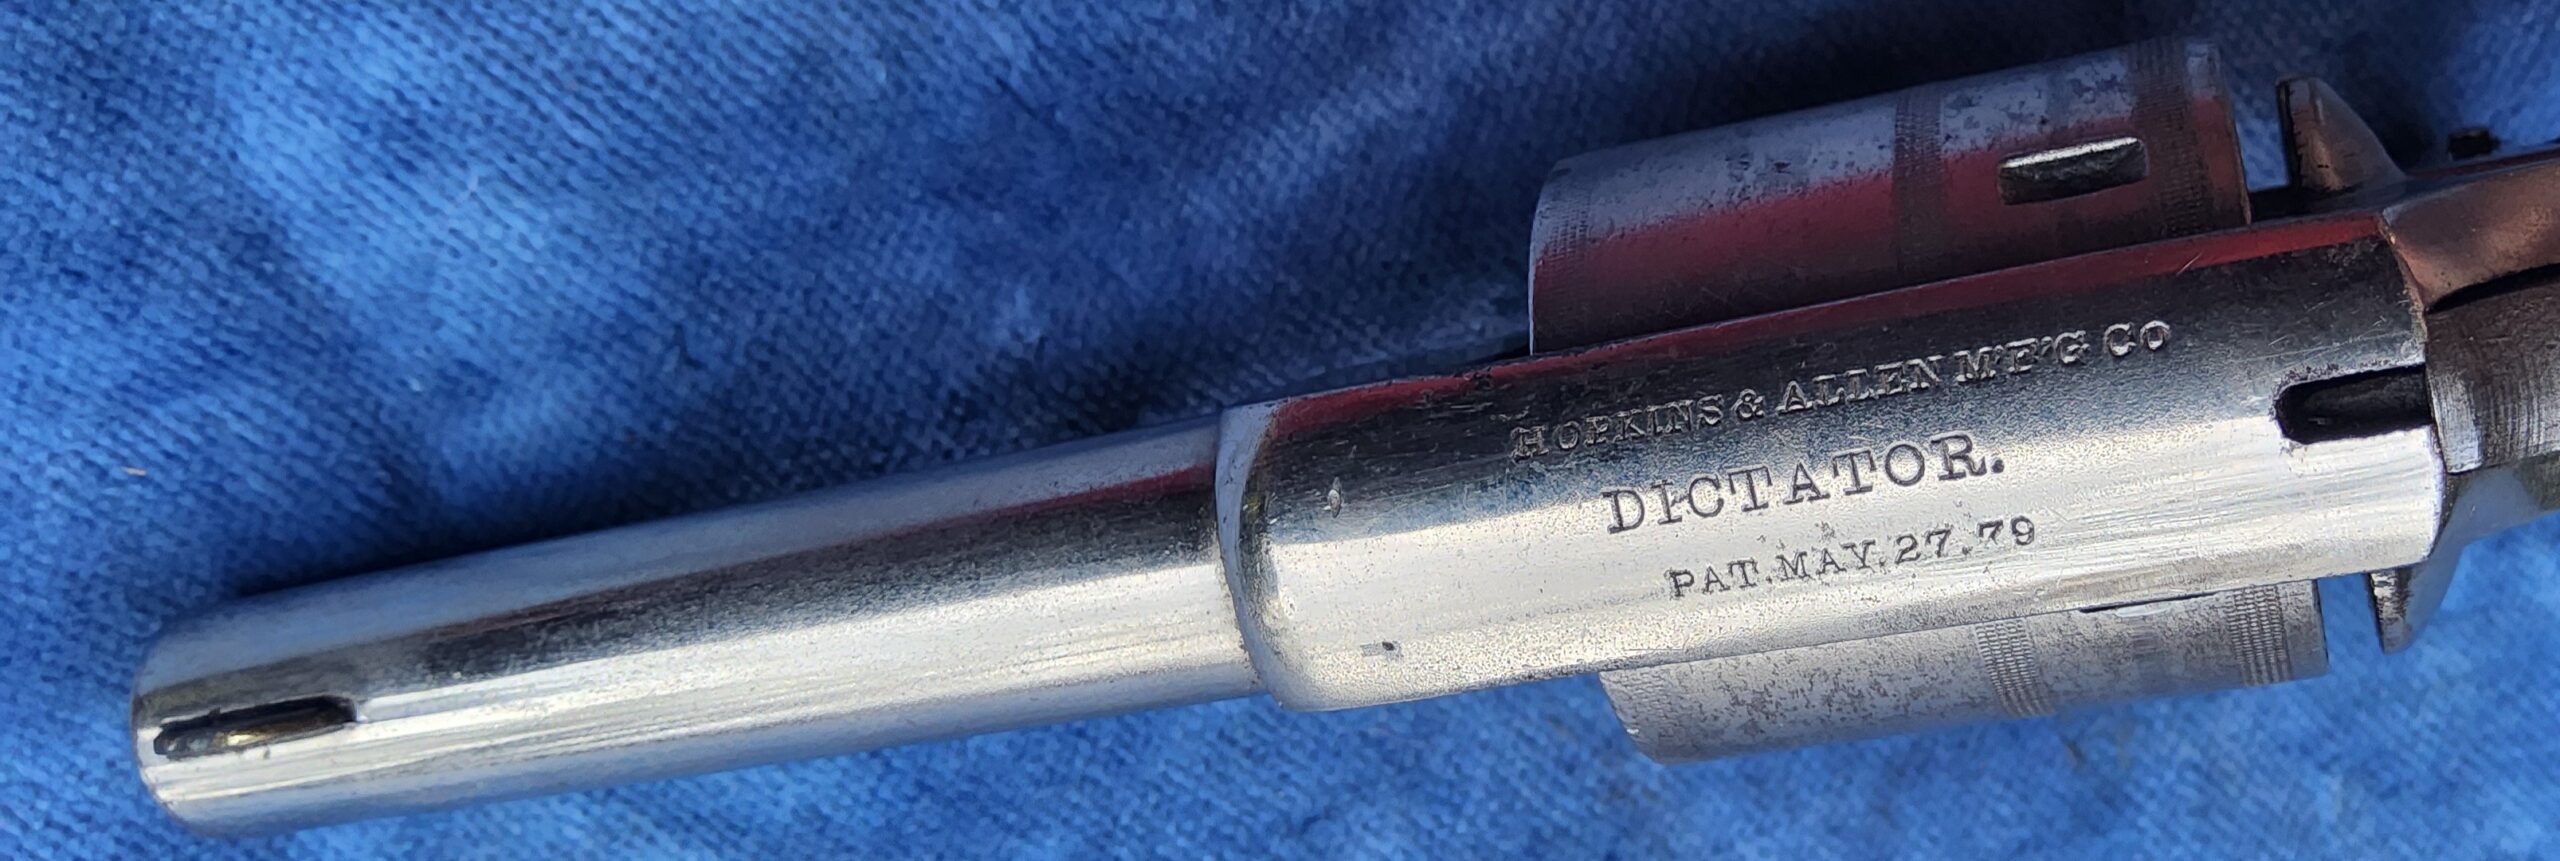 HOPKINS & ALLEN M'F'G Co
DICTATOR.
PAT. MAY. 27. 79